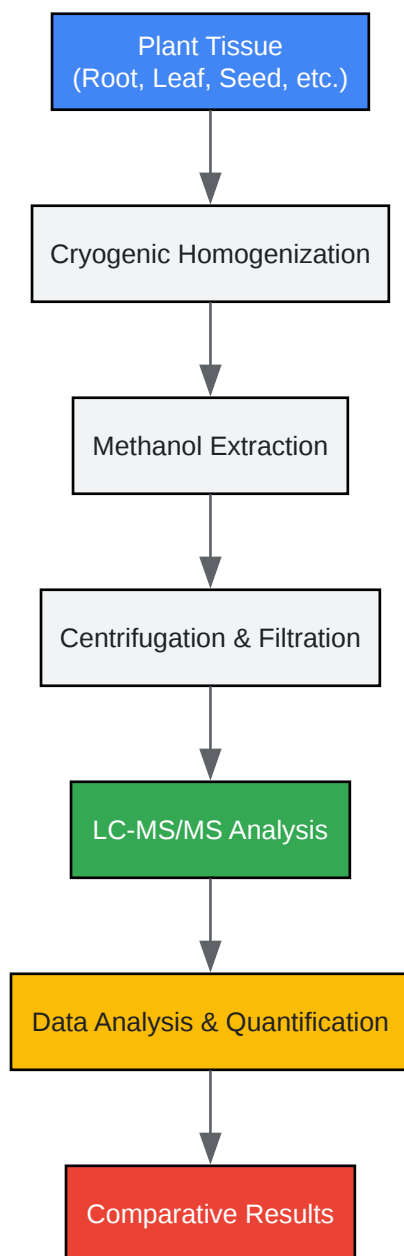 Plant Tissue
(Root, Leaf, Seed, etc.)
Cryogenic Homogenization
Methanol Extraction
Centrifugation & Filtration
LC-MS/MS Analysis
Data Analysis & Quantification
Comparative Results